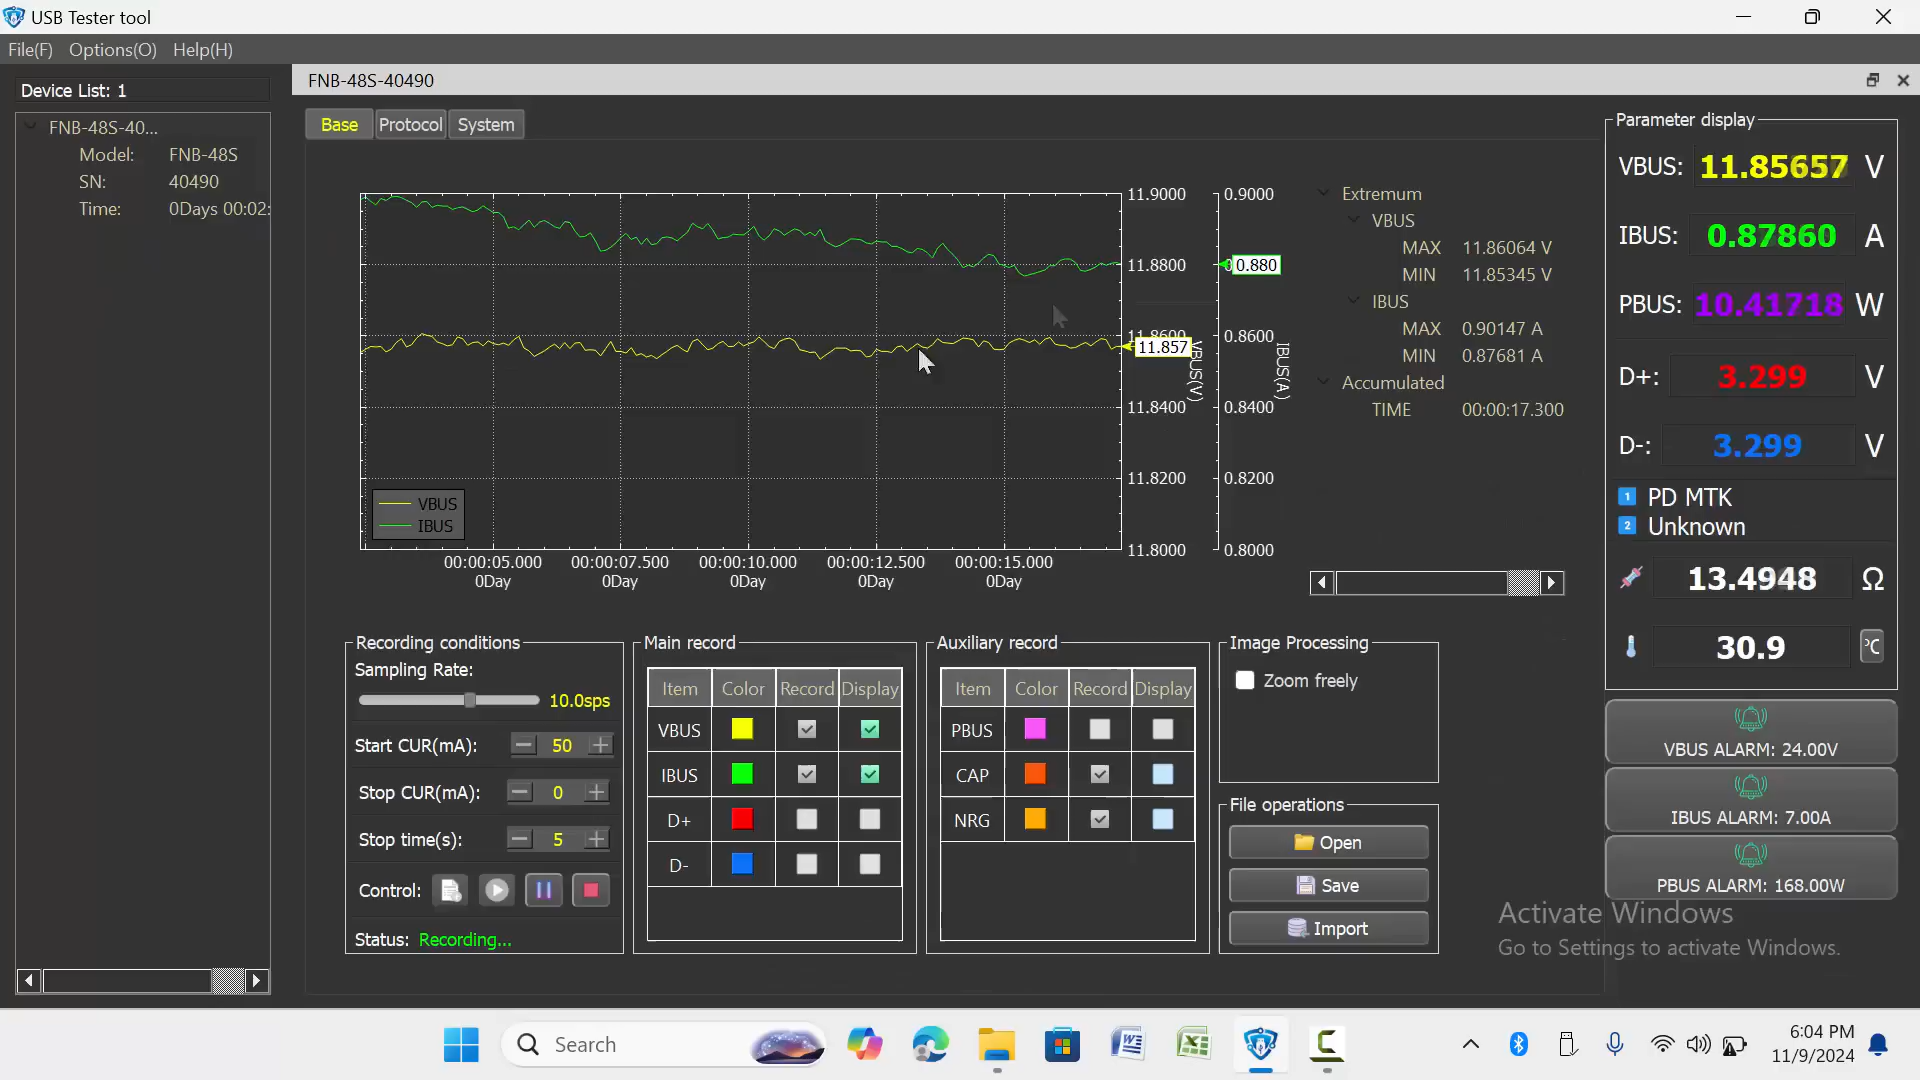 USB Tester tool
File(F) Options(O) Help(H)
Device List: 1
FNB-48S-40...
Model: FNB-48S
SN: 40490
Time: 0Days 00:02:
FNB-48S-40490
Base Protocol System
11.9000
11.8800
11.8600
11.8400
11.8200
11.8000
11.857
VBUS(V)
0.9000
0.880
0.8600
0.8400
0.8200
0.8000
IBUS(A)
VBUS
IBUS
00:00:05.000 00:00:07.500 00:00:10.000 00:00:12.500 00:00:15.000
0Day 0Day 0Day 0Day 0Day
Extremum
VBUS
MAX 11.86064 V
MIN 11.85345 V
IBUS
MAX 0.90147 A
MIN 0.87681 A
Accumulated
TIME 00:00:17.300
Recording conditions
Sampling Rate:
10.0sps
Start CUR(mA): 50
Stop CUR(mA): 0
Stop time(s): 5
Control:
Status: Recording...
Main record
Item Color Record Display
VBUS
IBUS
D+
D-
Auxiliary record
Item Color Record Display
PBUS
CAP
NRG
Image Processing
Zoom freely
File operations
Open
Save
Import
Parameter display
VBUS: 11.85657 V
IBUS: 0.87860 A
PBUS: 10.41718 W
D+: 3.299 V
D-: 3.299 V
1 PD MTK
2 Unknown
13.4948 Ω
30.9 ℃
VBUS ALARM: 24.00V
IBUS ALARM: 7.00A
PBUS ALARM: 168.00W
Activate Windows
Go to Settings to activate Windows.
Search
6:04 PM
11/9/2024